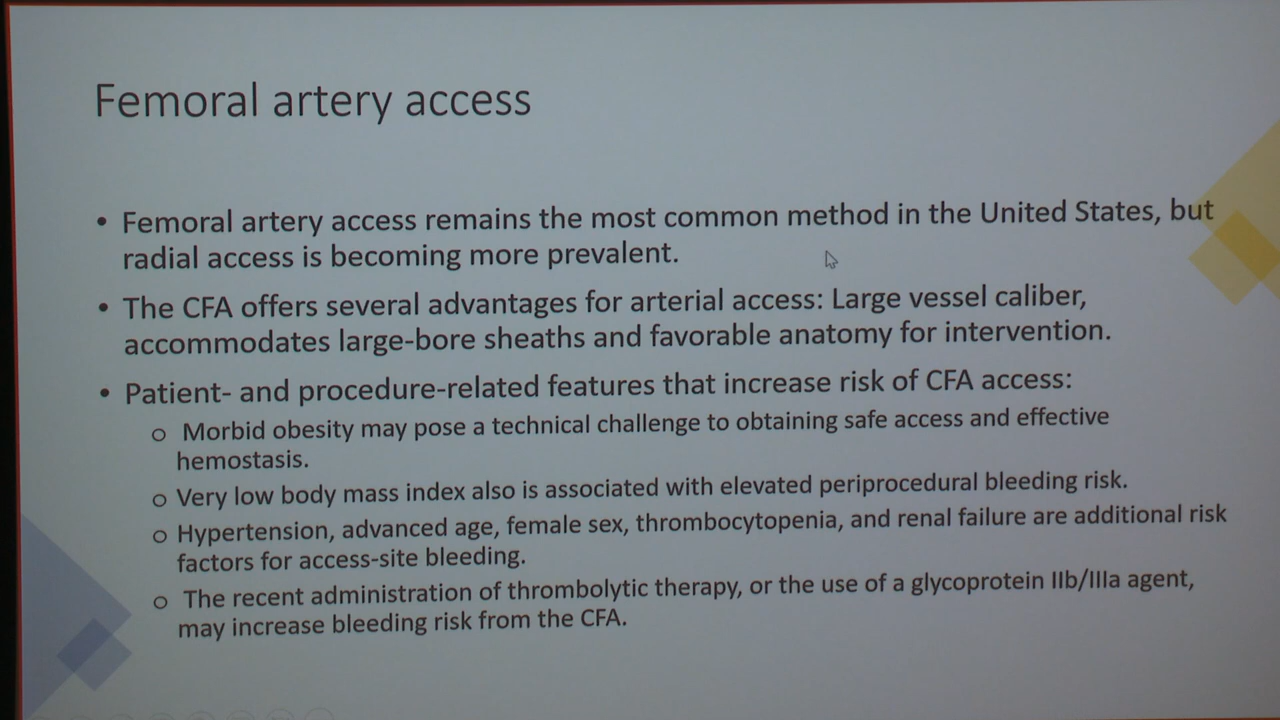 Femoral artery access
• Femoral artery access remains the most common method in the United States, but
radial access is becoming more prevalent.
• The CFA offers several advantages for arterial access: Large vessel caliber,
accommodates large-bore sheaths and favorable anatomy for intervention.
• Patient- and procedure-related features that increase risk of CFA access:
o Morbid obesity may pose a technical challenge to obtaining safe access and effective
hemostasis.
o Very low body mass index also is associated with elevated periprocedural bleeding risk.
o Hypertension, advanced age, female sex, thrombocytopenia, and renal failure are additional risk
factors for access-site bleeding.
o The recent administration of thrombolytic therapy, or the use of a glycoprotein IIb/IIIa agent,
may increase bleeding risk from the CFA.